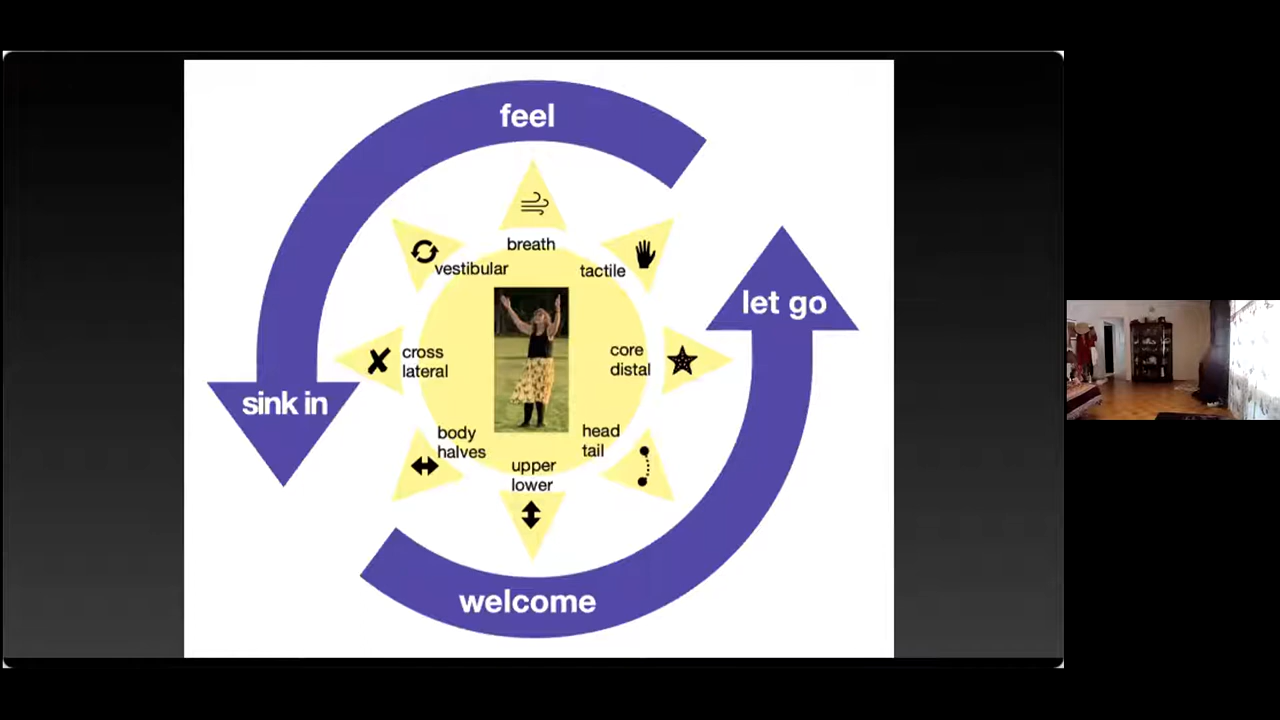 feel
breath
vestibular
tactile
let go
cross
lateral
core
distal
sink in
body
halves
head
tail
upper
lower
welcome